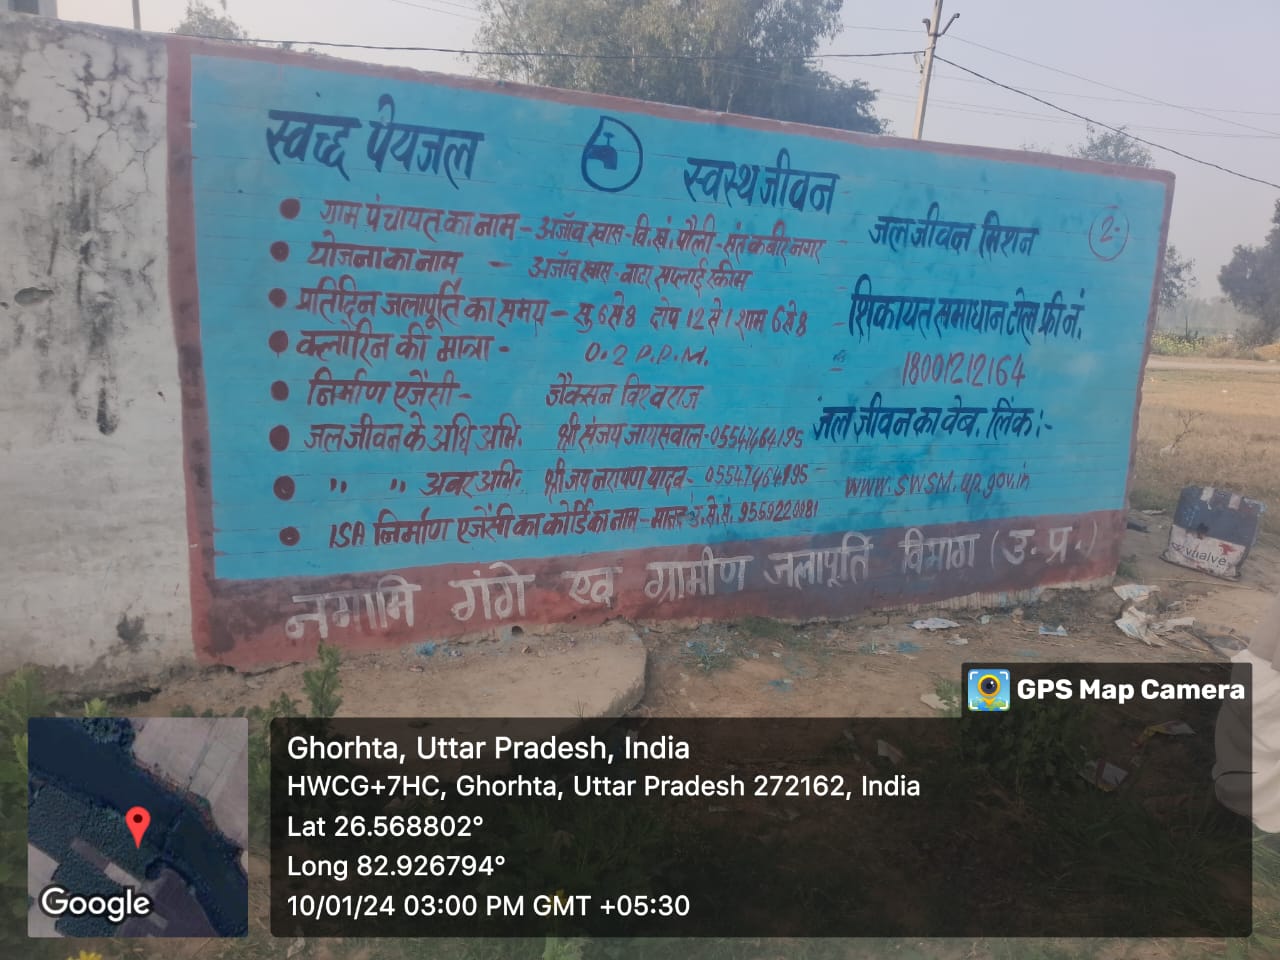 स्वच्छ पेयजल
स्वस्थ जीवन
ग्राम पंचायत का नाम - अजॉव खास - वि.खं. पौली - संत कबीर नगर
योजना का नाम - अजॉव खास - वाटर सप्लाई स्कीम
प्रतिदिन जलापूर्ति का समय - सु 6 से 8 दोप 12 से 1 शाम 6 से 8
क्लोरिन की मात्रा - 0.2 P.P.M.
निर्माण एजेंसी - जैक्सन विश्वराज
जल जीवन के अधि अभि. श्री संजय जायसवाल - 05547464195
" " अवर अभि. श्री जय नरायण यादव -
ISA निर्माण एजेंसी का कोर्डि का नाम -
जल जीवन मिशन
2
शिकायत समाधान टोल फ्री नं.
18001212164
जल जीवन का वेब. लिंक :-
www.swsm.up.gov.in
नमामि गंगे एवं ग्रामीण जलापूर्ति विभाग (उ. प्र.)
vualve
GPS Map Camera
Ghorhta, Uttar Pradesh, India
HWCG+7HC, Ghorhta, Uttar Pradesh 272162, India
Lat 26.568802°
Long 82.926794°
10/01/24 03:00 PM GMT +05:30
Google